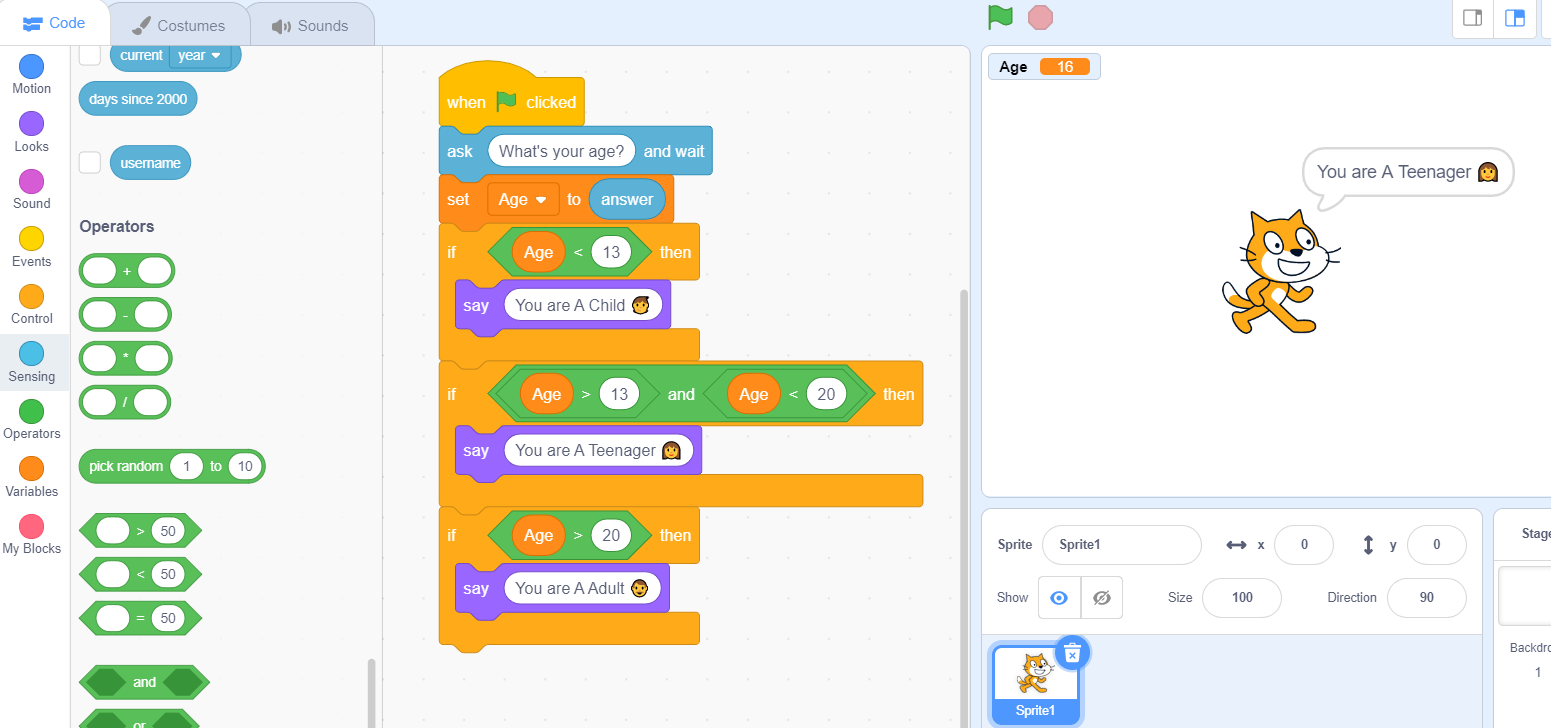 Code
Costumes
Sounds
Motion
Looks
Sound
Events
Control
Sensing
Operators
Variables
My Blocks
current year
days since 2000
username
Operators
+
-
*
/
pick random 1 to 10
> 50
< 50
= 50
and
or
when clicked
ask What's your age? and wait
set Age to answer
if Age < 13 then
say You are A Child 👦
if Age > 13 and Age < 20 then
say You are A Teenager 👩
if Age > 20 then
say You are A Adult 👨
Age 16
You are A Teenager 👩
Sprite Sprite1 x 0 y 0
Show Size 100 Direction 90
Sprite1
Stage
1